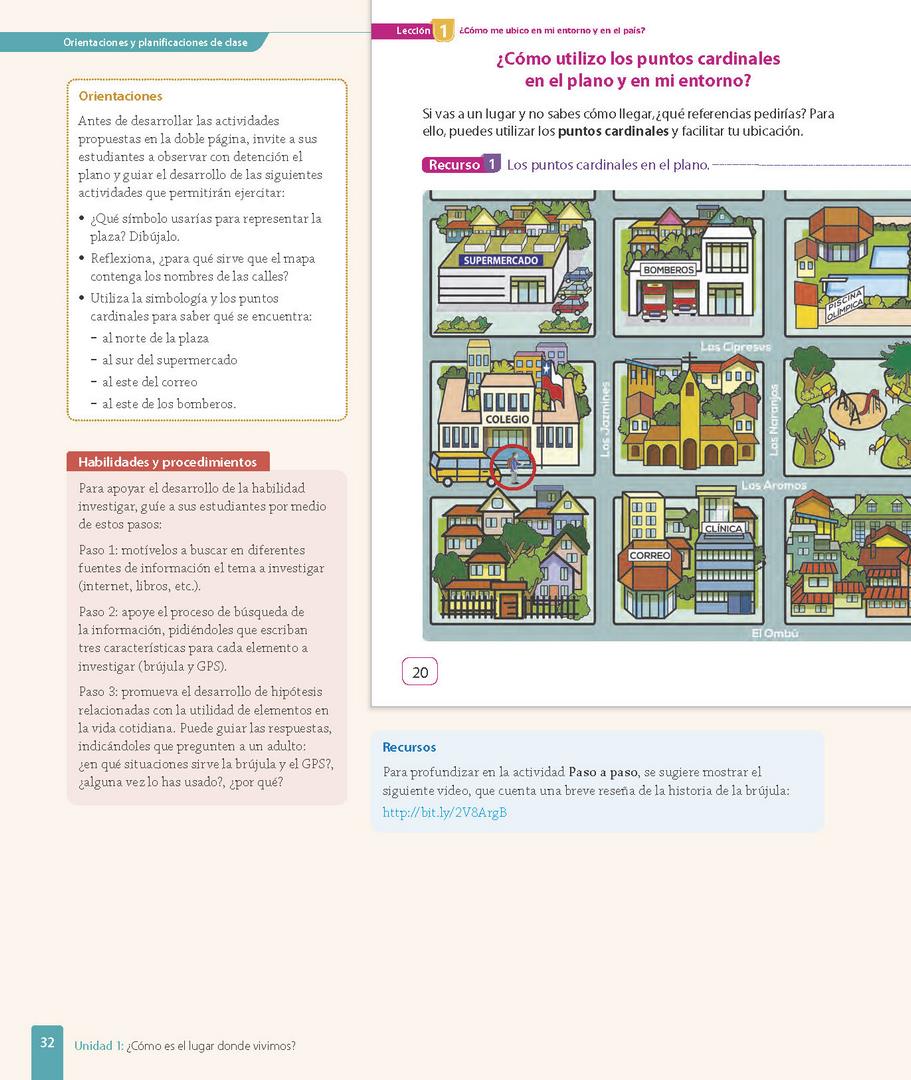 Orientaciones y planificaciones de clase
Orientaciones
Antes de desarrollar las actividades
propuestas en la doble página, invite a sus
estudiantes a observar con detención el
plano y guiar el desarrollo de las siguientes
actividades que permitirán ejercitar:
• ¿Qué símbolo usarías para representar la
plaza? Dibújalo.
• Reflexiona, ¿para qué sirve que el mapa
contenga los nombres de las calles?
• Utiliza la simbología y los puntos
cardinales para saber qué se encuentra:
– al norte de la plaza
– al sur del supermercado
– al este del correo
– al este de los bomberos.
Habilidades y procedimientos
Para apoyar el desarrollo de la habilidad
investigar, guíe a sus estudiantes por medio
de estos pasos:
Paso 1: motívelos a buscar en diferentes
fuentes de información el tema a investigar
(internet, libros, etc.).
Paso 2: apoye el proceso de búsqueda de
la información, pidiéndoles que escriban
tres características para cada elemento a
investigar (brújula y GPS).
Paso 3: promueva el desarrollo de hipótesis
relacionadas con la utilidad de elementos en
la vida cotidiana. Puede guiar las respuestas,
indicándoles que pregunten a un adulto:
¿en qué situaciones sirve la brújula y el GPS?,
¿alguna vez lo has usado?, ¿por qué?
Lección 1 ¿Cómo me ubico en mi entorno y en el país?
¿Cómo utilizo los puntos cardinales
en el plano y en mi entorno?
Si vas a un lugar y no sabes cómo llegar, ¿qué referencias pedirías? Para
ello, puedes utilizar los puntos cardinales y facilitar tu ubicación.
Recurso 1 Los puntos cardinales en el plano.
SUPERMERCADO
BOMBEROS
PISCINA
OLÍMPICA
Los Cipreses
COLEGIO
Los Jazmines
Los Naranjos
Los Aromos
CORREO
CLÍNICA
El Ombú
20
Recursos
Para profundizar en la actividad Paso a paso, se sugiere mostrar el
siguiente video, que cuenta una breve reseña de la historia de la brújula:
http://bit.ly/2V8ArgB
32
Unidad 1: ¿Cómo es el lugar donde vivimos?